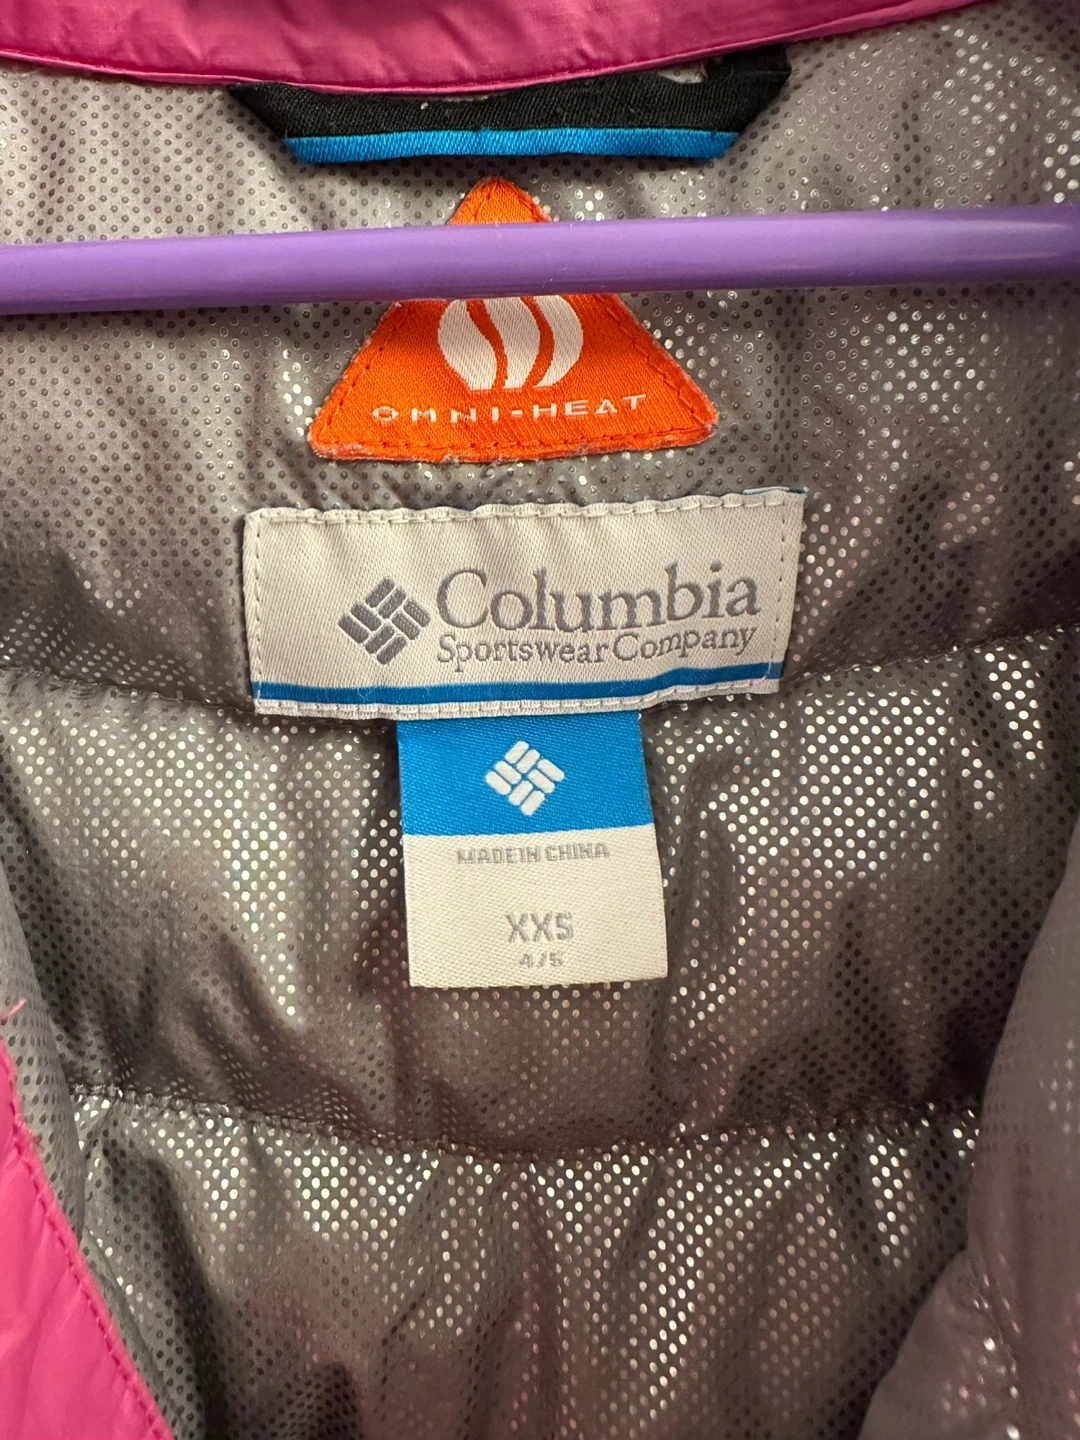 OMNI-HEAT
Columbia
Sportswear Company
MADE IN CHINA
XXS
4/5